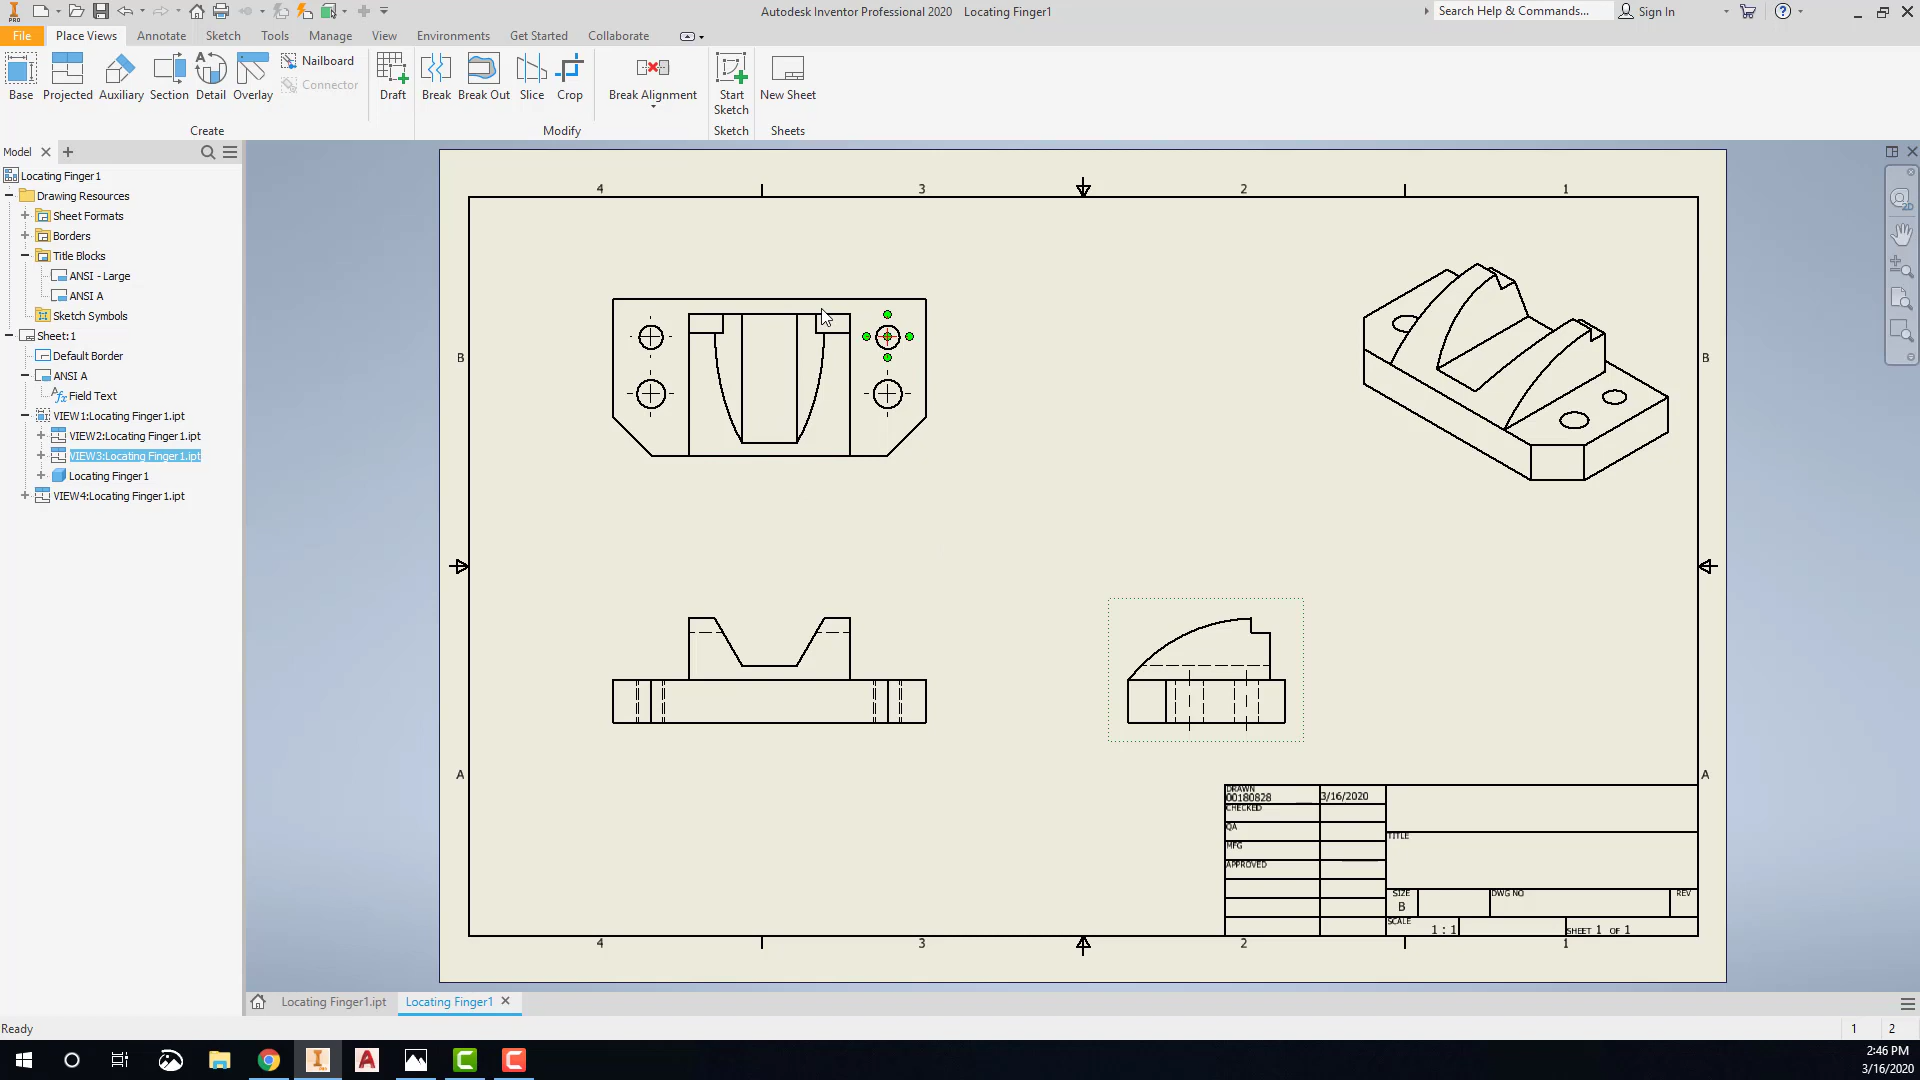 Autodesk Inventor Professional 2020 Locating Finger1
Search Help & Commands...
Sign In
PRO
File
Place Views
Annotate
Sketch
Tools
Manage
View
Environments
Get Started
Collaborate
Base
Projected
Auxiliary
Section
Detail
Overlay
Nailboard
Connector
Draft
Break
Break Out
Slice
Crop
Break Alignment
Start
Sketch
New Sheet
Create
Modify
Sketch
Sheets
Model
Locating Finger1
Drawing Resources
Sheet Formats
Borders
Title Blocks
ANSI - Large
ANSI A
Sketch Symbols
Sheet:1
Default Border
ANSI A
Field Text
VIEW1:Locating Finger1.ipt
VIEW2:Locating Finger1.ipt
VIEW3:Locating Finger1.ipt
Locating Finger1
VIEW4:Locating Finger1.ipt
4 3 2 1
B B
A A
4 3 2 1
DRAWN
00180828 3/16/2020
CHECKED
QA
MFG
APPROVED
TITLE
SIZE
B
DWG NO
REV
SCALE
1 : 1
SHEET 1 OF 1
2D
Locating Finger1.ipt
Locating Finger1
Ready
1 2
2:46 PM
3/16/2020